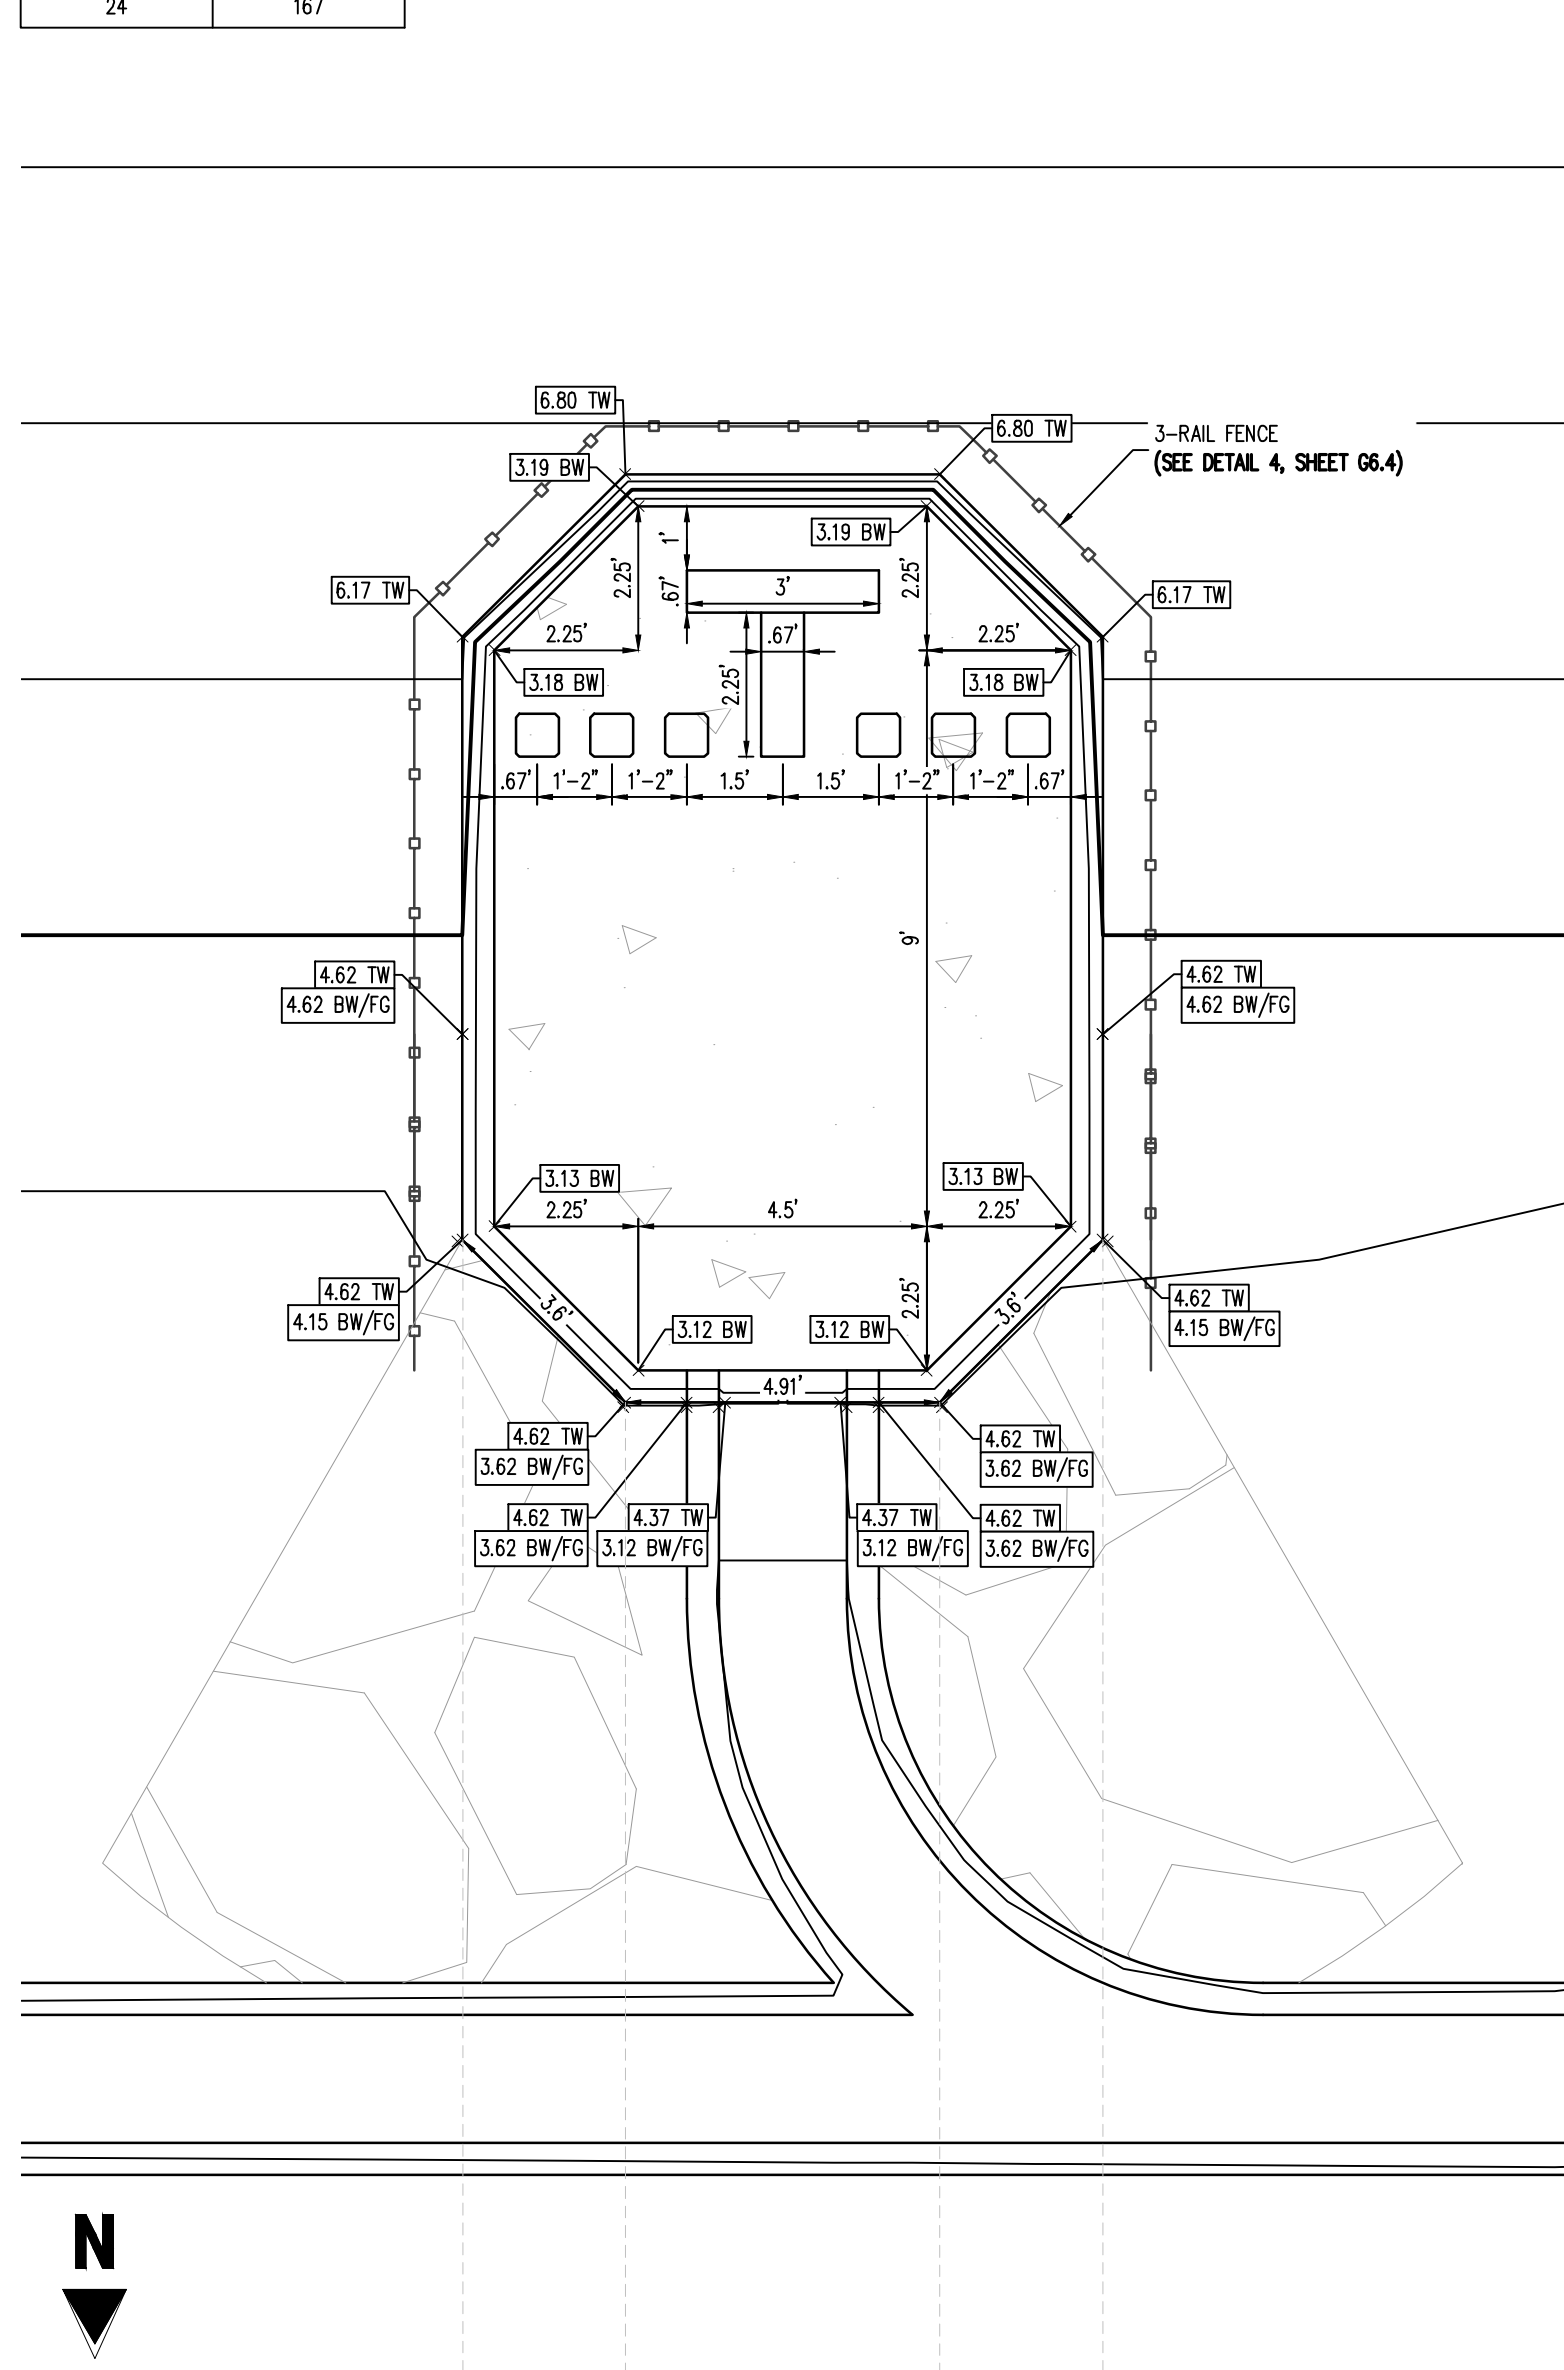 24 167
6.80 TW
6.80 TW
3-RAIL FENCE
(SEE DETAIL 4, SHEET G6.4)
3.19 BW
3.19 BW
1'
2.25'
.67'
3'
2.25'
6.17 TW
6.17 TW
2.25'
.67'
2.25'
2.25'
3.18 BW
3.18 BW
.67' 1'-2" 1'-2" 1.5' 1.5' 1'-2" 1'-2" .67'
9'
4.62 TW
4.62 BW/FG
4.62 TW
4.62 BW/FG
3.13 BW
3.13 BW
2.25' 4.5' 2.25'
4.62 TW
4.15 BW/FG
3.6'
2.25'
3.6'
4.62 TW
4.15 BW/FG
3.12 BW
3.12 BW
4.91'
4.62 TW
3.62 BW/FG
4.62 TW
3.62 BW/FG
4.62 TW
3.62 BW/FG
4.37 TW
3.12 BW/FG
4.37 TW
3.12 BW/FG
4.62 TW
3.62 BW/FG
N